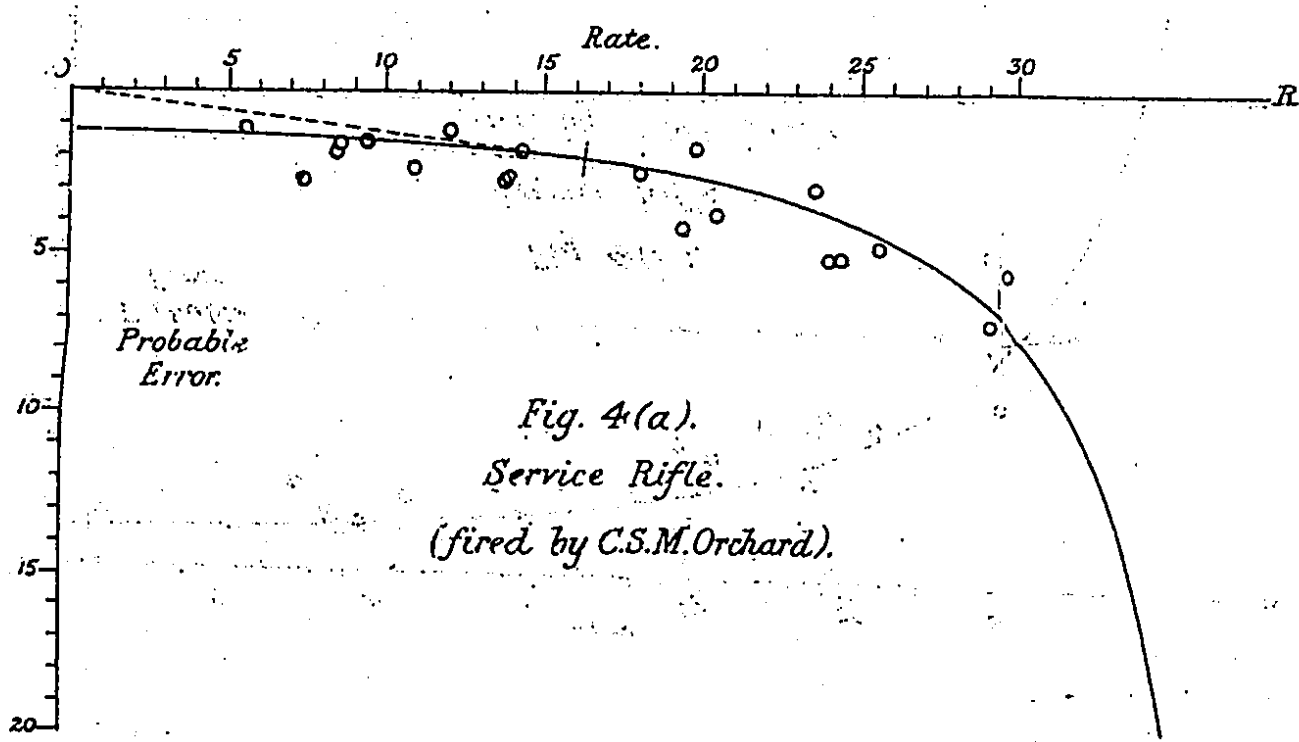 Rate.
5 10 15 20 25 30
R
5
Probable
Error.
10
Fig. 4(a).
Service Rifle.
(fired by C.S.M.Orchard).
15
20